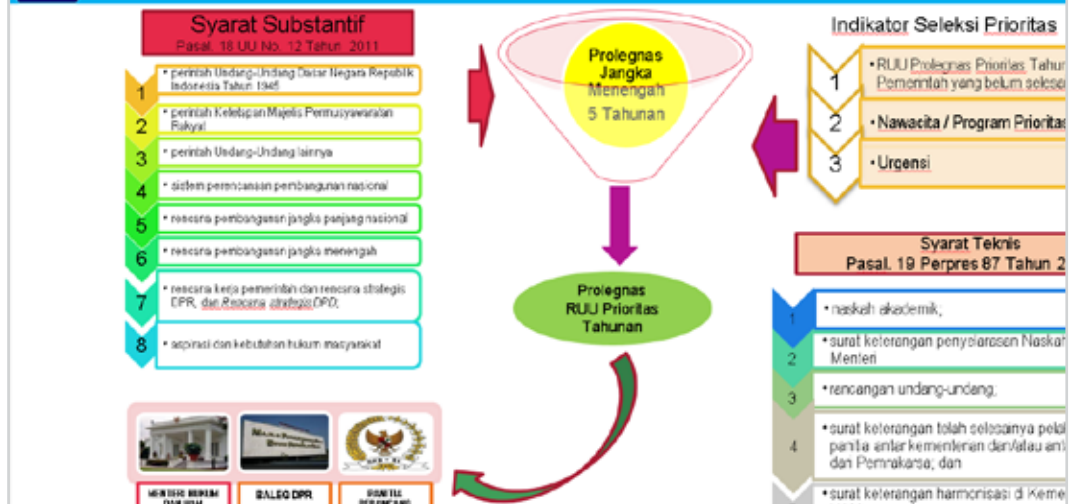 Syarat Substantif
Pasal. 18 UU No. 12 Tahun 2011
1
• perintah Undang-Undang Dasar Negara Republik
Indonesia Tahun 1945
2
• perintah Ketetapan Majelis Permusyawaratan
Rakyat
3
• perintah Undang-Undang lainnya
4
• sistem perencanaan pembangunan nasional
5
• rencana pembangunan jangka panjang nasional
6
• rencana pembangunan jangka menengah
7
• rencana kerja pemerintah dan rencana strategis
DPR, dan Rencana strategis DPD;
8
• aspirasi dan kebutuhan hukum masyarakat
Prolegnas
Jangka
Menengah
5 Tahunan
Prolegnas
RUU Prioritas
Tahunan
Indikator Seleksi Prioritas
1
• RUU Prolegnas Prioritas
Pemerintah yang belum
2
• Nawacita / Program Prioritas
3
• Urgensi
Syarat Teknis
Pasal. 19 Perpres 87 Tahun 2
1
• naskah akademik;
2
• surat keterangan penyelarasan
Menteri
3
• rancangan undang-undang;
4
• surat keterangan telah selesainya
panitia antar kementerian dan/atau
dan Pemrakarsa; dan
• surat keterangan harmonisasi di
MENTERI HUKUM
BALEG DPR
PANITIA